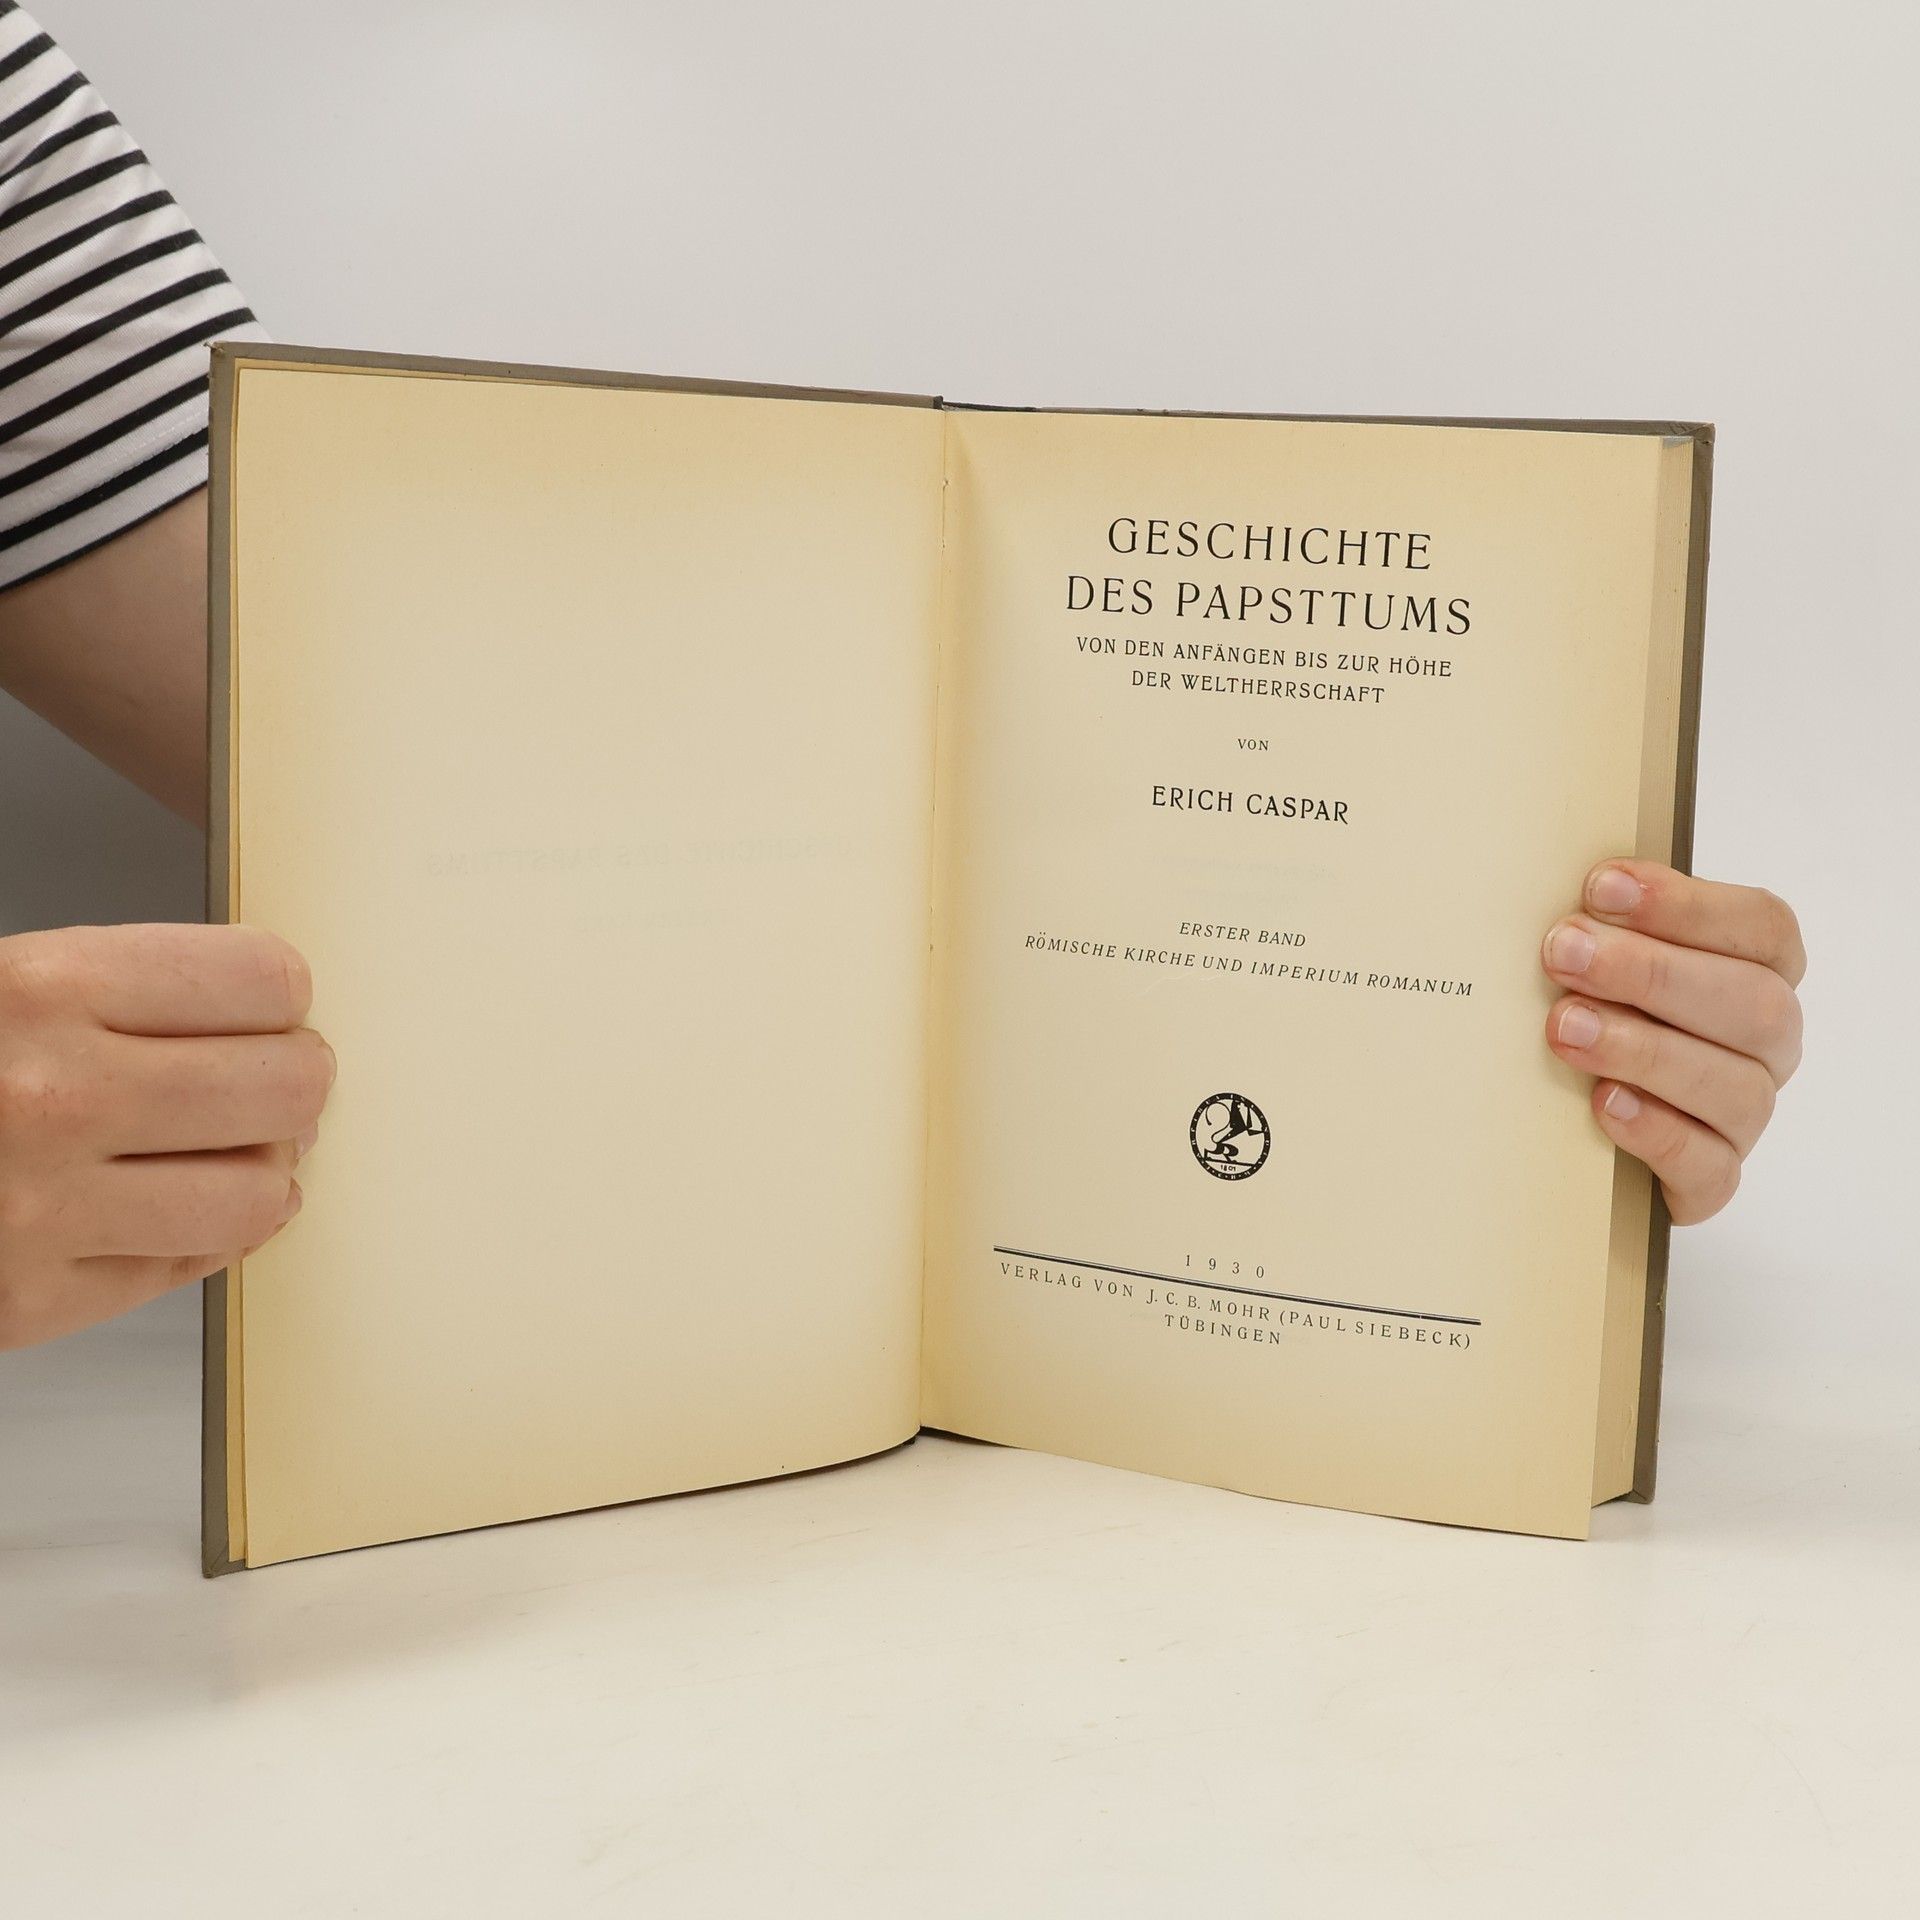 GESCHICHTE
DES PAPSTTUMS
VON DEN ANFÄNGEN BIS ZUR HÖHE
DER WELTHERRSCHAFT
VON
ERICH CASPAR
ERSTER BAND
RÖMISCHE KIRCHE UND IMPERIUM ROMANUM
1801
1930
VERLAG VON J. C. B. MOHR (PAUL SIEBECK)
TÜBINGEN